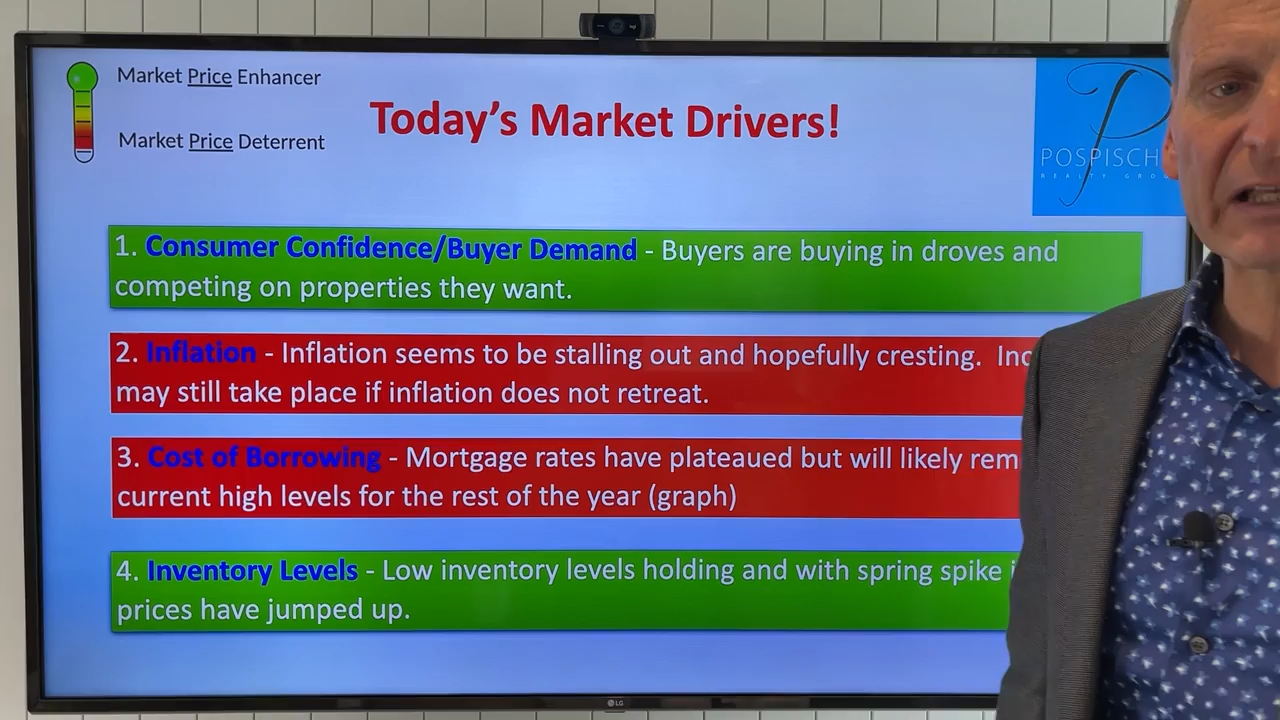 Market Price Enhancer
Today's Market Drivers!
Market Price Deterrent
POSPISCH
REALTY GRO
1. Consumer Confidence/Buyer Demand - Buyers are buying in droves and
competing on properties they want.
2. Inflation - Inflation seems to be stalling out and hopefully cresting. Inc
may still take place if inflation does not retreat.
3. Cost of Borrowing - Mortgage rates have plateaued but will likely rem
current high levels for the rest of the year (graph)
4. Inventory Levels - Low inventory levels holding and with spring spike i
prices have jumped up.
LG